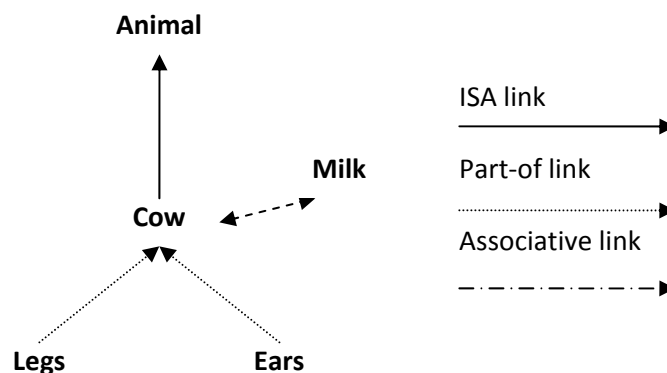 Animal
ISA link
Milk
Part-of link
Cow
Associative link
Legs
Ears